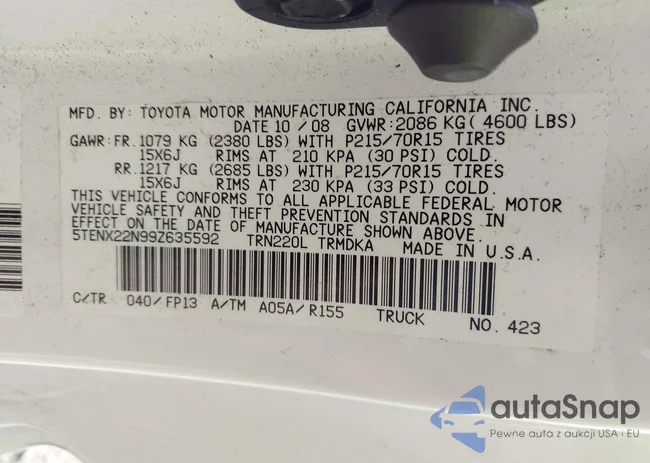 MFD. BY: TOYOTA MOTOR MANUFACTURING CALIFORNIA INC.
DATE 10 / 08 GVWR: 2086 KG ( 4600 LBS)
GAWR: FR. 1079 KG (2380 LBS) WITH P215/70R15 TIRES
15X6J RIMS AT 210 KPA (30 PSI) COLD.
RR. 1217 KG (2685 LBS) WITH P215/70R15 TIRES
15X6J RIMS AT 230 KPA (33 PSI) COLD.
THIS VEHICLE CONFORMS TO ALL APPLICABLE FEDERAL MOTOR
VEHICLE SAFETY AND THEFT PREVENTION STANDARDS IN
EFFECT ON THE DATE OF MANUFACTURE SHOWN ABOVE.
5TENX22N99Z635592 TRN220L TRMDKA MADE IN U.S.A.
C/TR 040/FP13 A/TM A05A/R155 TRUCK NO. 423
autoSnap
Pewne auta z aukcji USA i EU